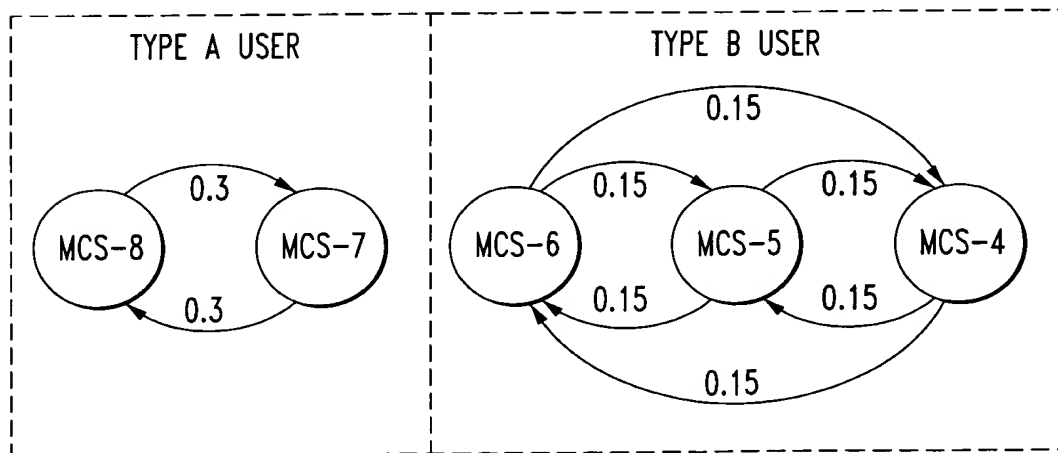 TYPE A USER
0.3
MCS-8
MCS-7
0.3
TYPE B USER
0.15
0.15
0.15
MCS-6
MCS-5
MCS-4
0.15
0.15
0.15